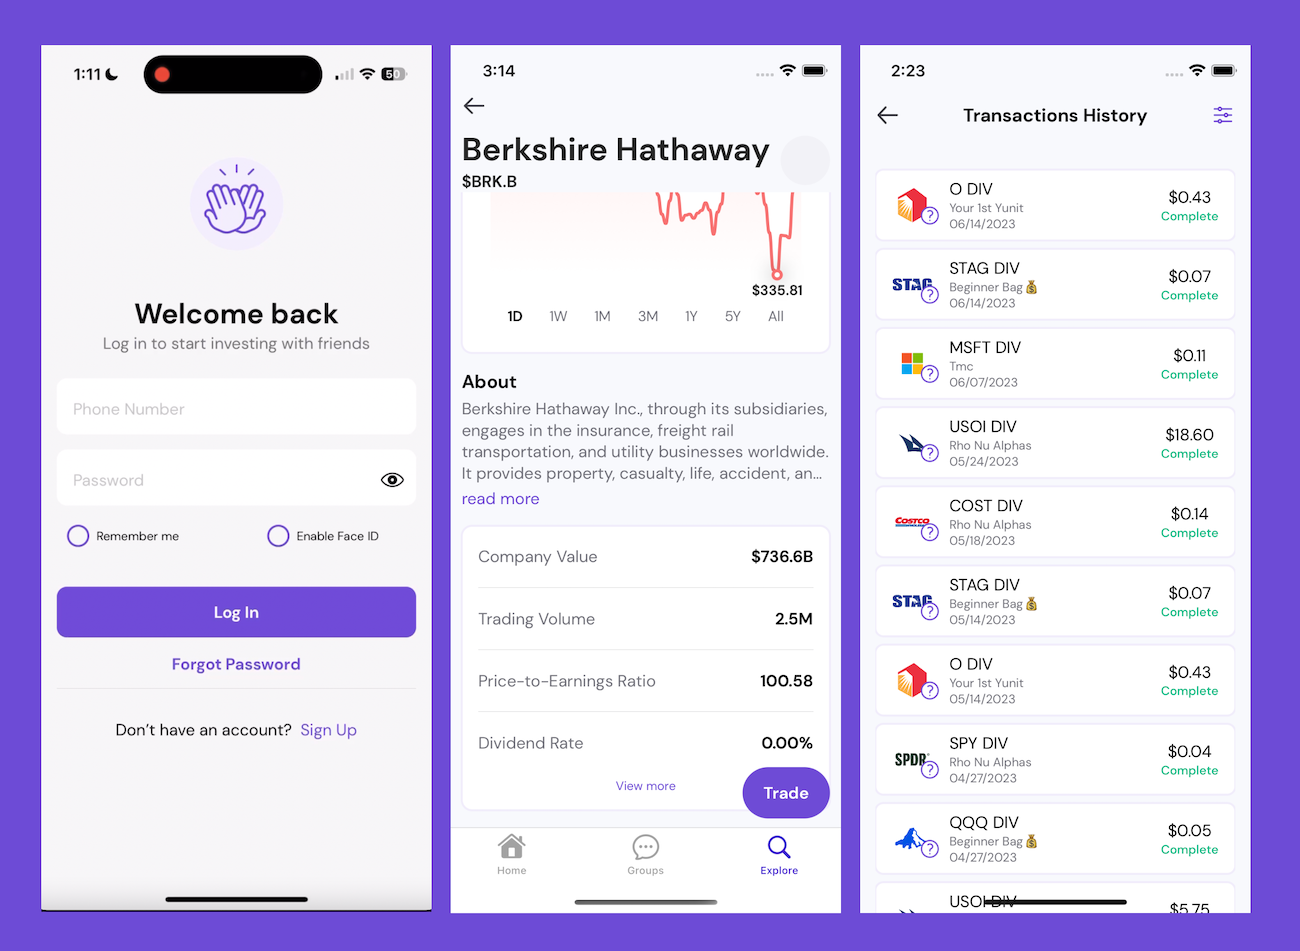 1:11
50
Welcome back
Log in to start investing with friends
Phone Number
Password
Remember me
Enable Face ID
Log In
Forgot Password
Don't have an account? Sign Up
3:14
Berkshire Hathaway
$BRK.B
$335.81
1D 1W 1M 3M 1Y 5Y All
About
Berkshire Hathaway Inc., through its subsidiaries,
engages in the insurance, freight rail
transportation, and utility businesses worldwide.
It provides property, casualty, life, accident, an...
read more
Company Value $736.6B
Trading Volume 2.5M
Price-to-Earnings Ratio 100.58
Dividend Rate 0.00%
View more
Trade
Home
Groups
Explore
2:23
Transactions History
?
O DIV
Your 1st Yunit
06/14/2023
$0.43
Complete
STAG
?
STAG DIV
Beginner Bag
06/14/2023
$0.07
Complete
?
MSFT DIV
Tmc
06/07/2023
$0.11
Complete
?
USOI DIV
Rho Nu Alphas
05/24/2023
$18.60
Complete
COSTCO
?
COST DIV
Rho Nu Alphas
05/18/2023
$0.14
Complete
STAG
?
STAG DIV
Beginner Bag
05/14/2023
$0.07
Complete
?
O DIV
Your 1st Yunit
05/14/2023
$0.43
Complete
SPDR
?
SPY DIV
Rho Nu Alphas
04/27/2023
$0.04
Complete
?
QQQ DIV
Beginner Bag
04/27/2023
$0.05
Complete
USOI DIV
$5.75